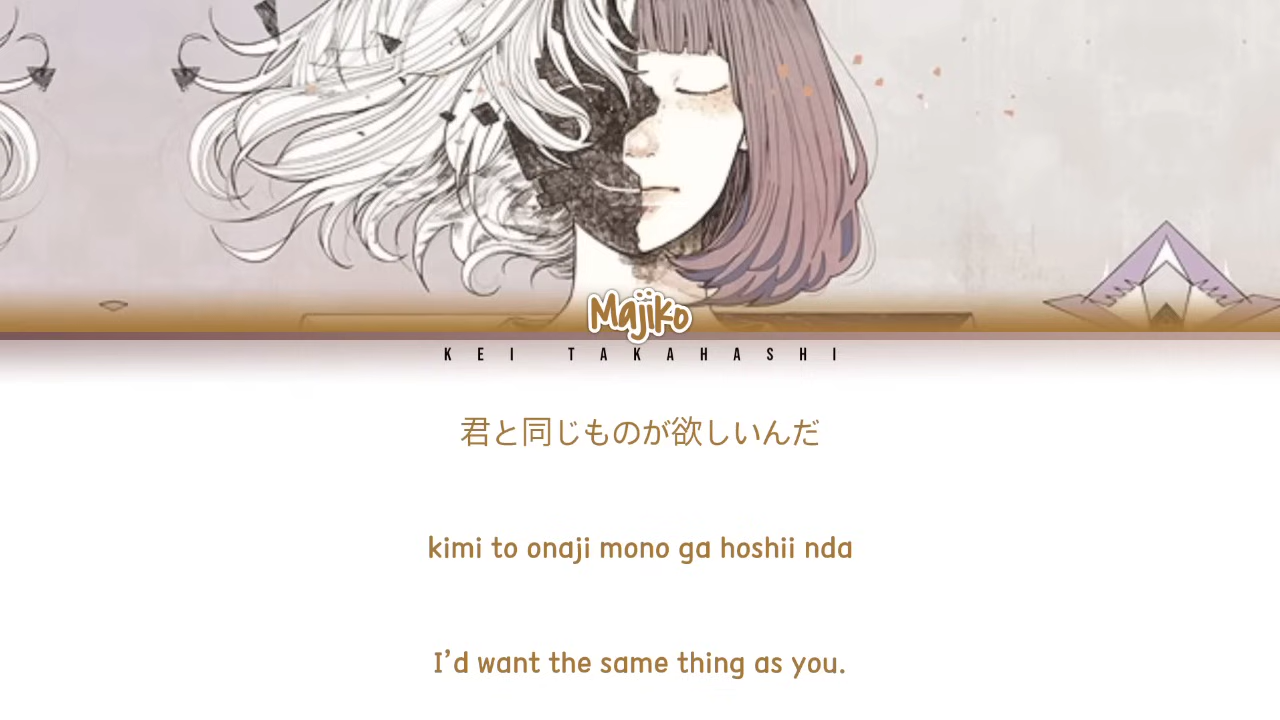 Majiko
KEI TAKAHASHI
君と同じものが欲しいんだ
kimi to onaji mono ga hoshii nda
I'd want the same thing as you.